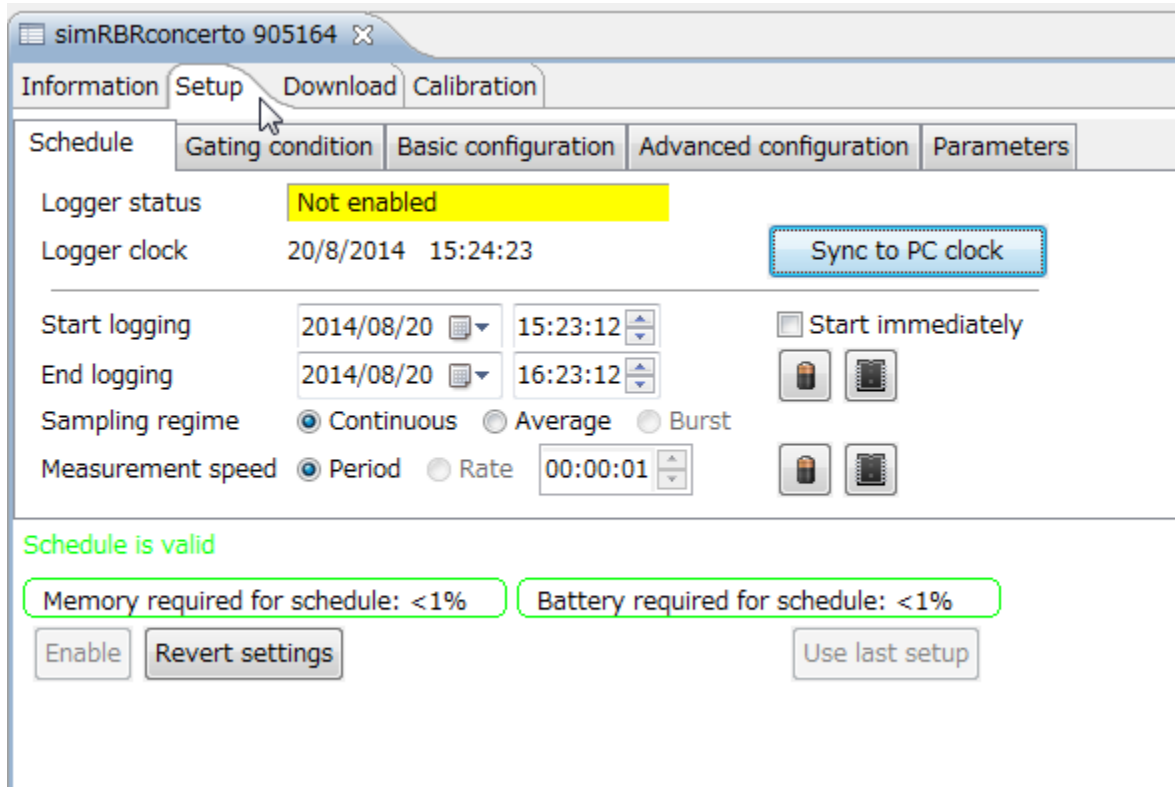 simRBRconcerto 905164
Information Setup Download Calibration
Schedule Gating condition Basic configuration Advanced configuration Parameters
Logger status Not enabled
Logger clock 20/8/2014 15:24:23 Sync to PC clock
Start logging 2014/08/20 15:23:12 Start immediately
End logging 2014/08/20 16:23:12
Sampling regime Continuous Average Burst
Measurement speed Period Rate 00:00:01
Schedule is valid
Memory required for schedule: <1% Battery required for schedule: <1%
Enable Revert settings Use last setup